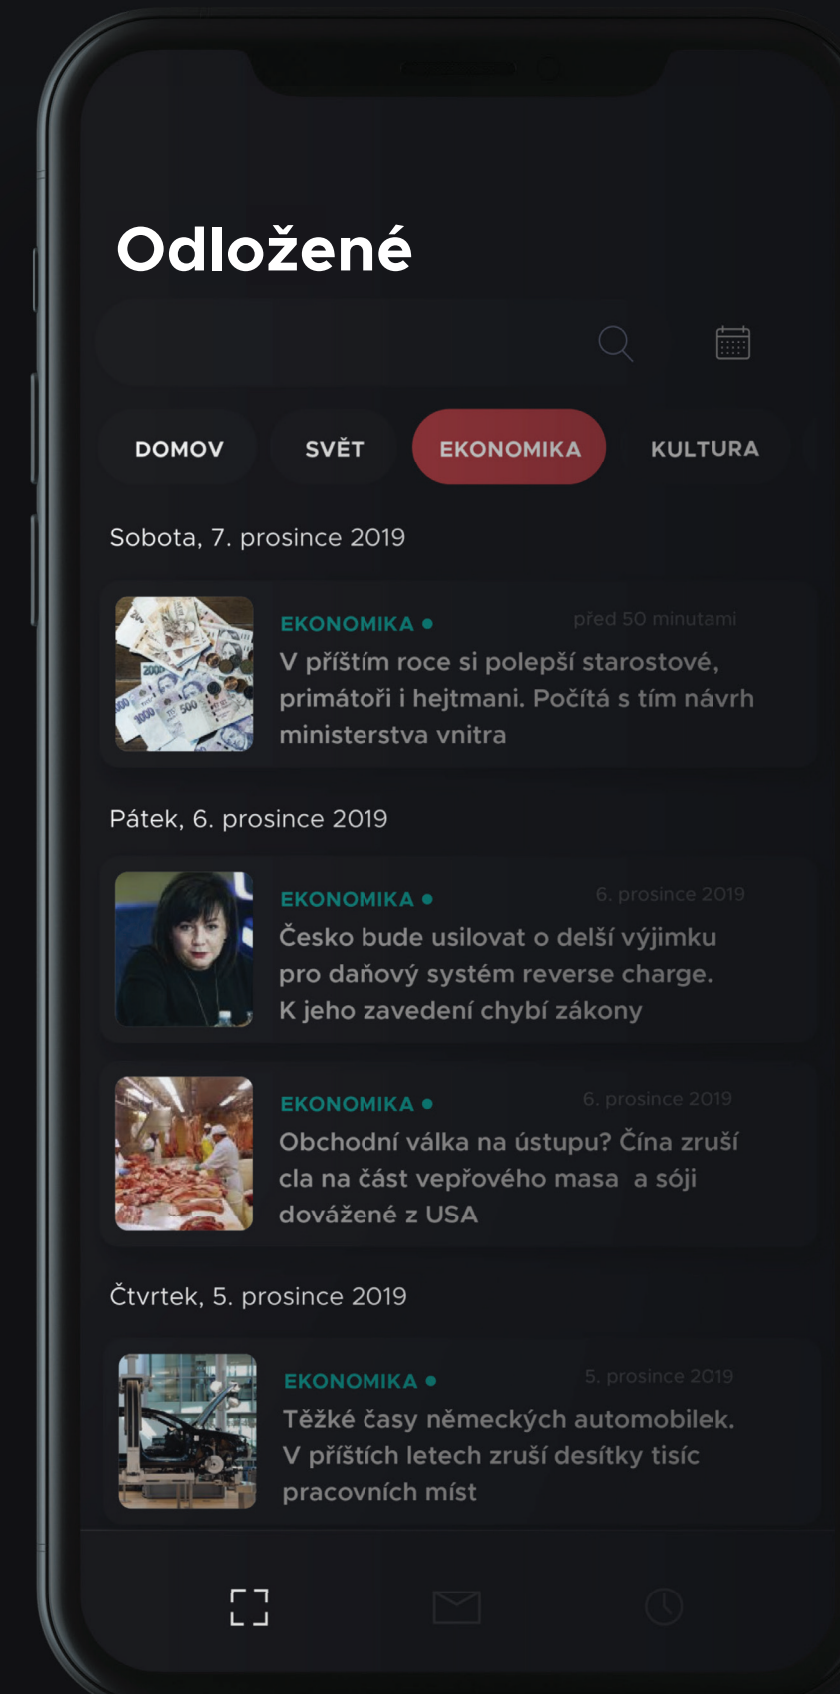 Odložené
DOMOV
SVĚT
EKONOMIKA
KULTURA
Sobota, 7. prosince 2019
EKONOMIKA
před 50 minutami
V příštím roce si polepší starostové,
primátoři i hejtmani. Počítá s tím návrh
ministerstva vnitra
Pátek, 6. prosince 2019
EKONOMIKA
6. prosince 2019
Česko bude usilovat o delší výjimku
pro daňový systém reverse charge.
K jeho zavedení chybí zákony
EKONOMIKA
6. prosince 2019
Obchodní válka na ústupu? Čína zruší
cla na část vepřového masa a sóji
dovážené z USA
Čtvrtek, 5. prosince 2019
EKONOMIKA
5. prosince 2019
Těžké časy německých automobilek.
V příštích letech zruší desítky tisíc
pracovních míst